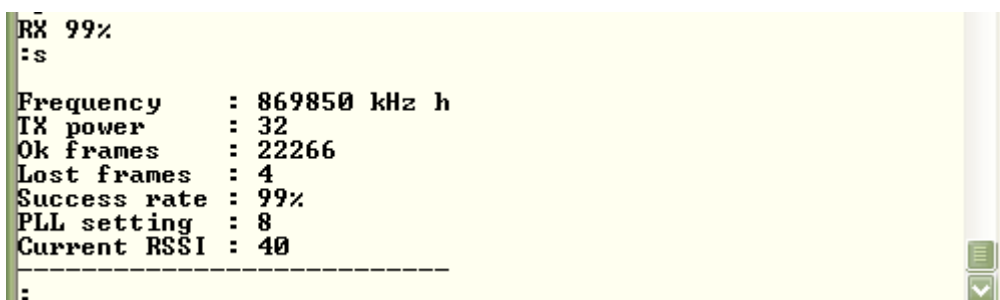 RX 99%
:s
Frequency : 869850 kHz h
TX power : 32
Ok frames : 22266
Lost frames : 4
Success rate : 99%
PLL setting : 8
Current RSSI : 40
---------------------------
: